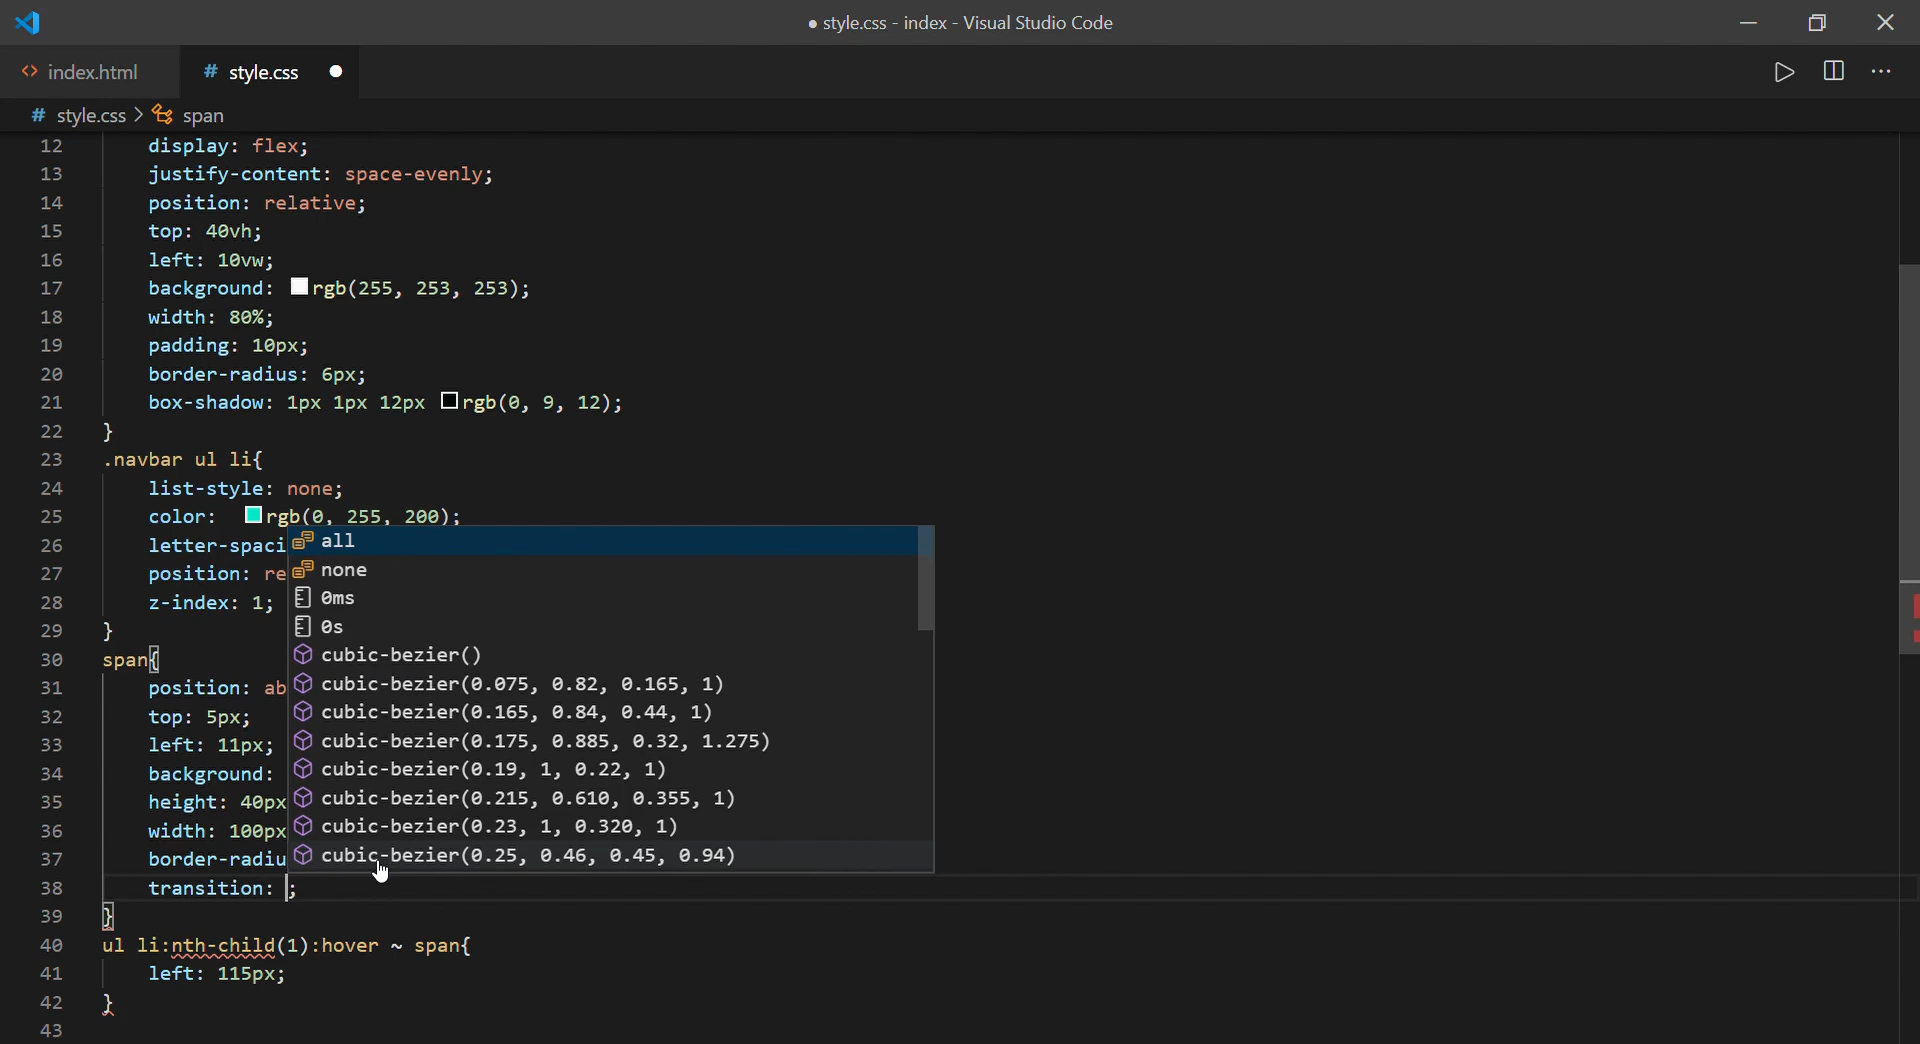 ● style.css - index - Visual Studio Code
<> index.html # style.css ●
# style.css > span
12 display: flex;
13 justify-content: space-evenly;
14 position: relative;
15 top: 40vh;
16 left: 10vw;
17 background: rgb(255, 253, 253);
18 width: 80%;
19 padding: 10px;
20 border-radius: 6px;
21 box-shadow: 1px 1px 12px rgb(0, 9, 12);
22 }
23 .navbar ul li{
24 list-style: none;
25 color: rgb(0, 255, 200);
26 letter-spaci all
27 position: re none
28 z-index: 1; 0ms
29 } 0s
30 span{ cubic-bezier()
31 position: ab cubic-bezier(0.075, 0.82, 0.165, 1)
32 top: 5px; cubic-bezier(0.165, 0.84, 0.44, 1)
33 left: 11px; cubic-bezier(0.175, 0.885, 0.32, 1.275)
34 background: cubic-bezier(0.19, 1, 0.22, 1)
35 height: 40px cubic-bezier(0.215, 0.610, 0.355, 1)
36 width: 100px cubic-bezier(0.23, 1, 0.320, 1)
37 border-radiu cubic-bezier(0.25, 0.46, 0.45, 0.94)
38 transition: ;
39 }
40 ul li:nth-child(1):hover ~ span{
41 left: 115px;
42 }
43